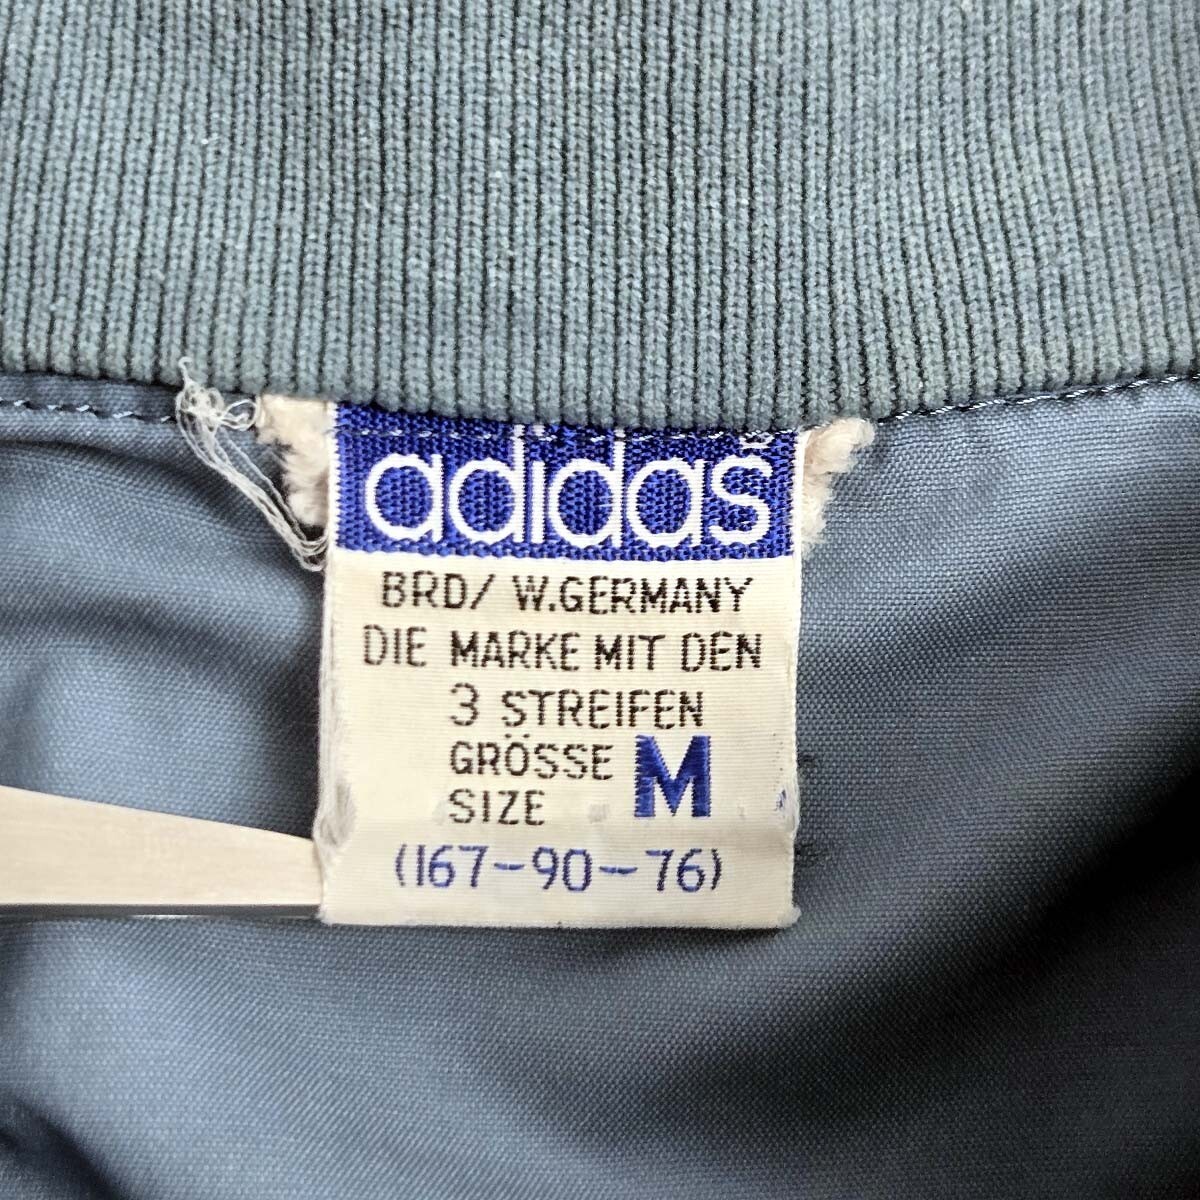 adidas
BRD/ W.GERMANY
DIE MARKE MIT DEN
3 STREIFEN
GRÖSSE M
SIZE
(167-90-76)